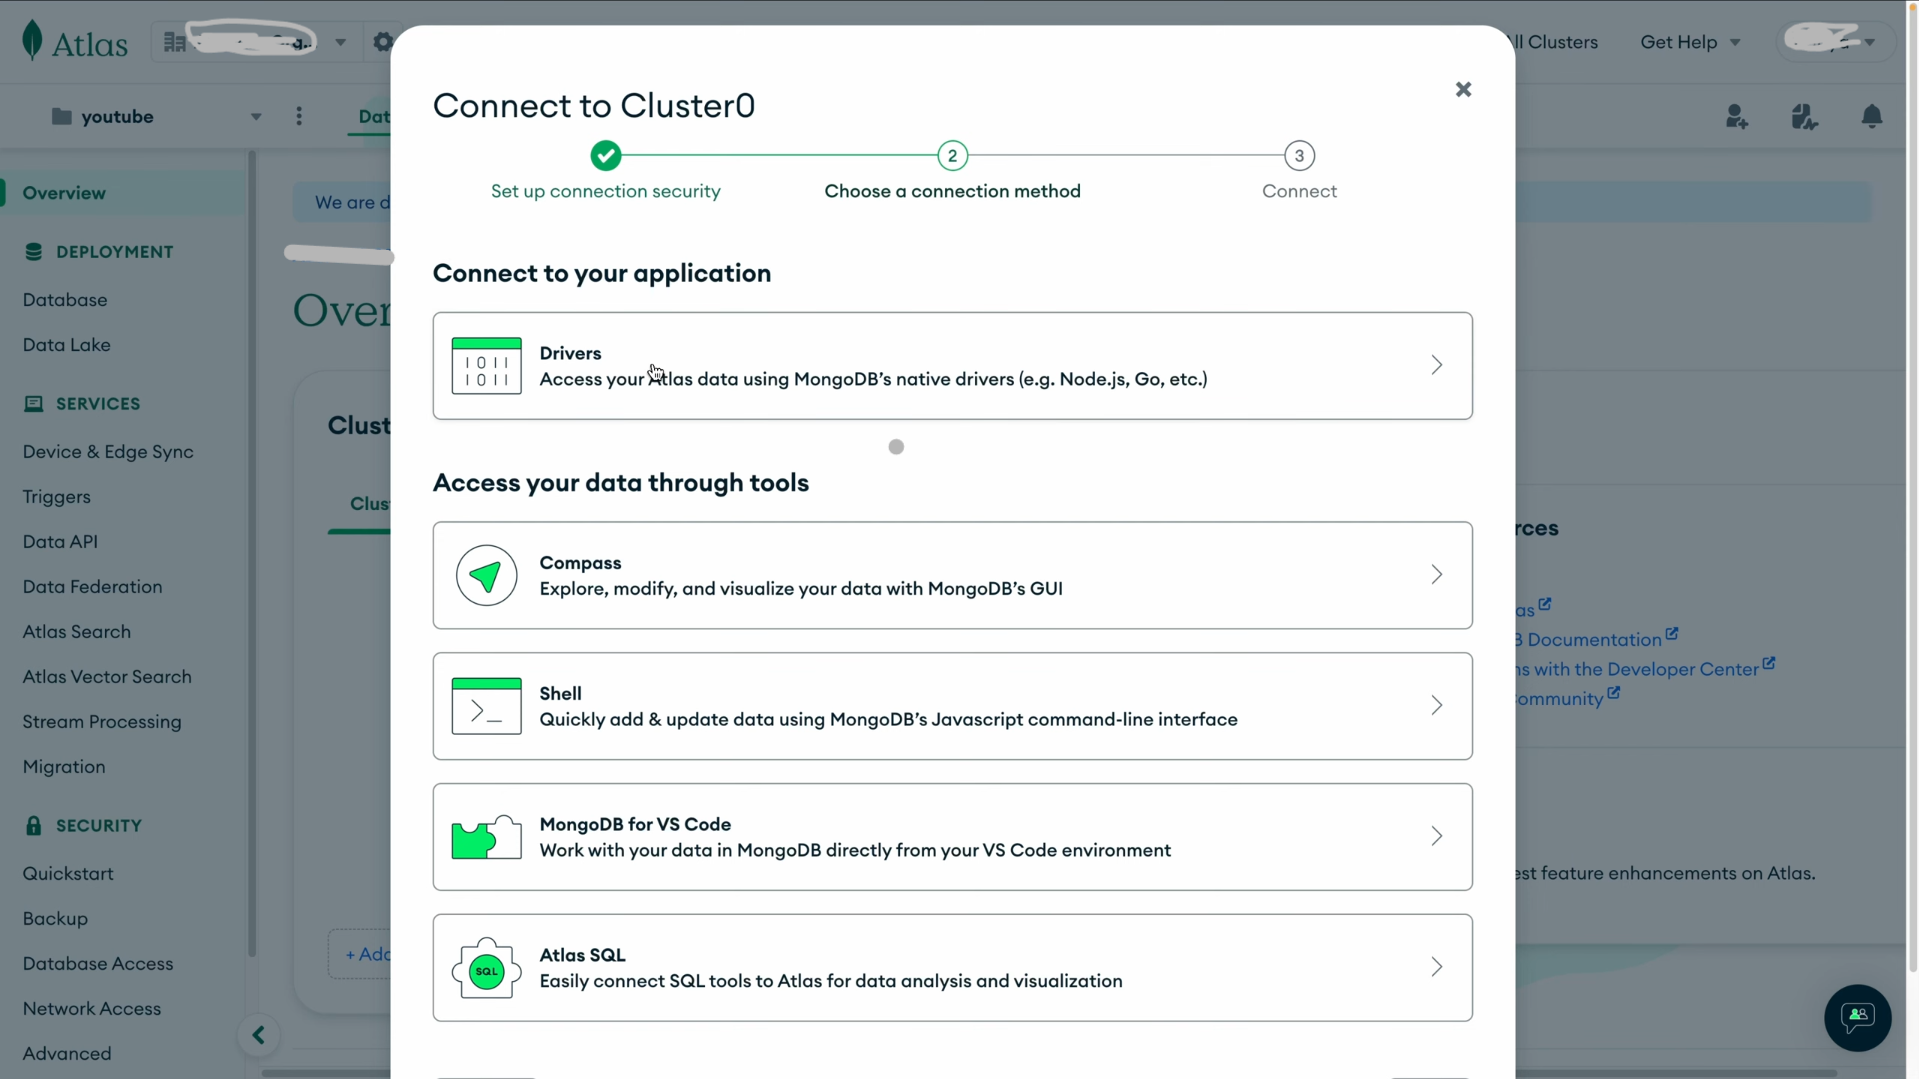 Atlas
All Clusters
Get Help
youtube
Dat
Overview
We are d
DEPLOYMENT
Database
Data Lake
Over
SERVICES
Device & Edge Sync
Triggers
Data API
Data Federation
Atlas Search
Atlas Vector Search
Stream Processing
Migration
Clust
Clus
+ Add
SECURITY
Quickstart
Backup
Database Access
Network Access
Advanced
Connect to Cluster0
2
3
Set up connection security
Choose a connection method
Connect
Connect to your application
1011
1011
Drivers
Access your Atlas data using MongoDB’s native drivers (e.g. Node.js, Go, etc.)
Access your data through tools
Compass
Explore, modify, and visualize your data with MongoDB’s GUI
Shell
Quickly add & update data using MongoDB’s Javascript command-line interface
MongoDB for VS Code
Work with your data in MongoDB directly from your VS Code environment
SQL
Atlas SQL
Easily connect SQL tools to Atlas for data analysis and visualization
rces
as
B Documentation
ns with the Developer Center
ommunity
est feature enhancements on Atlas.